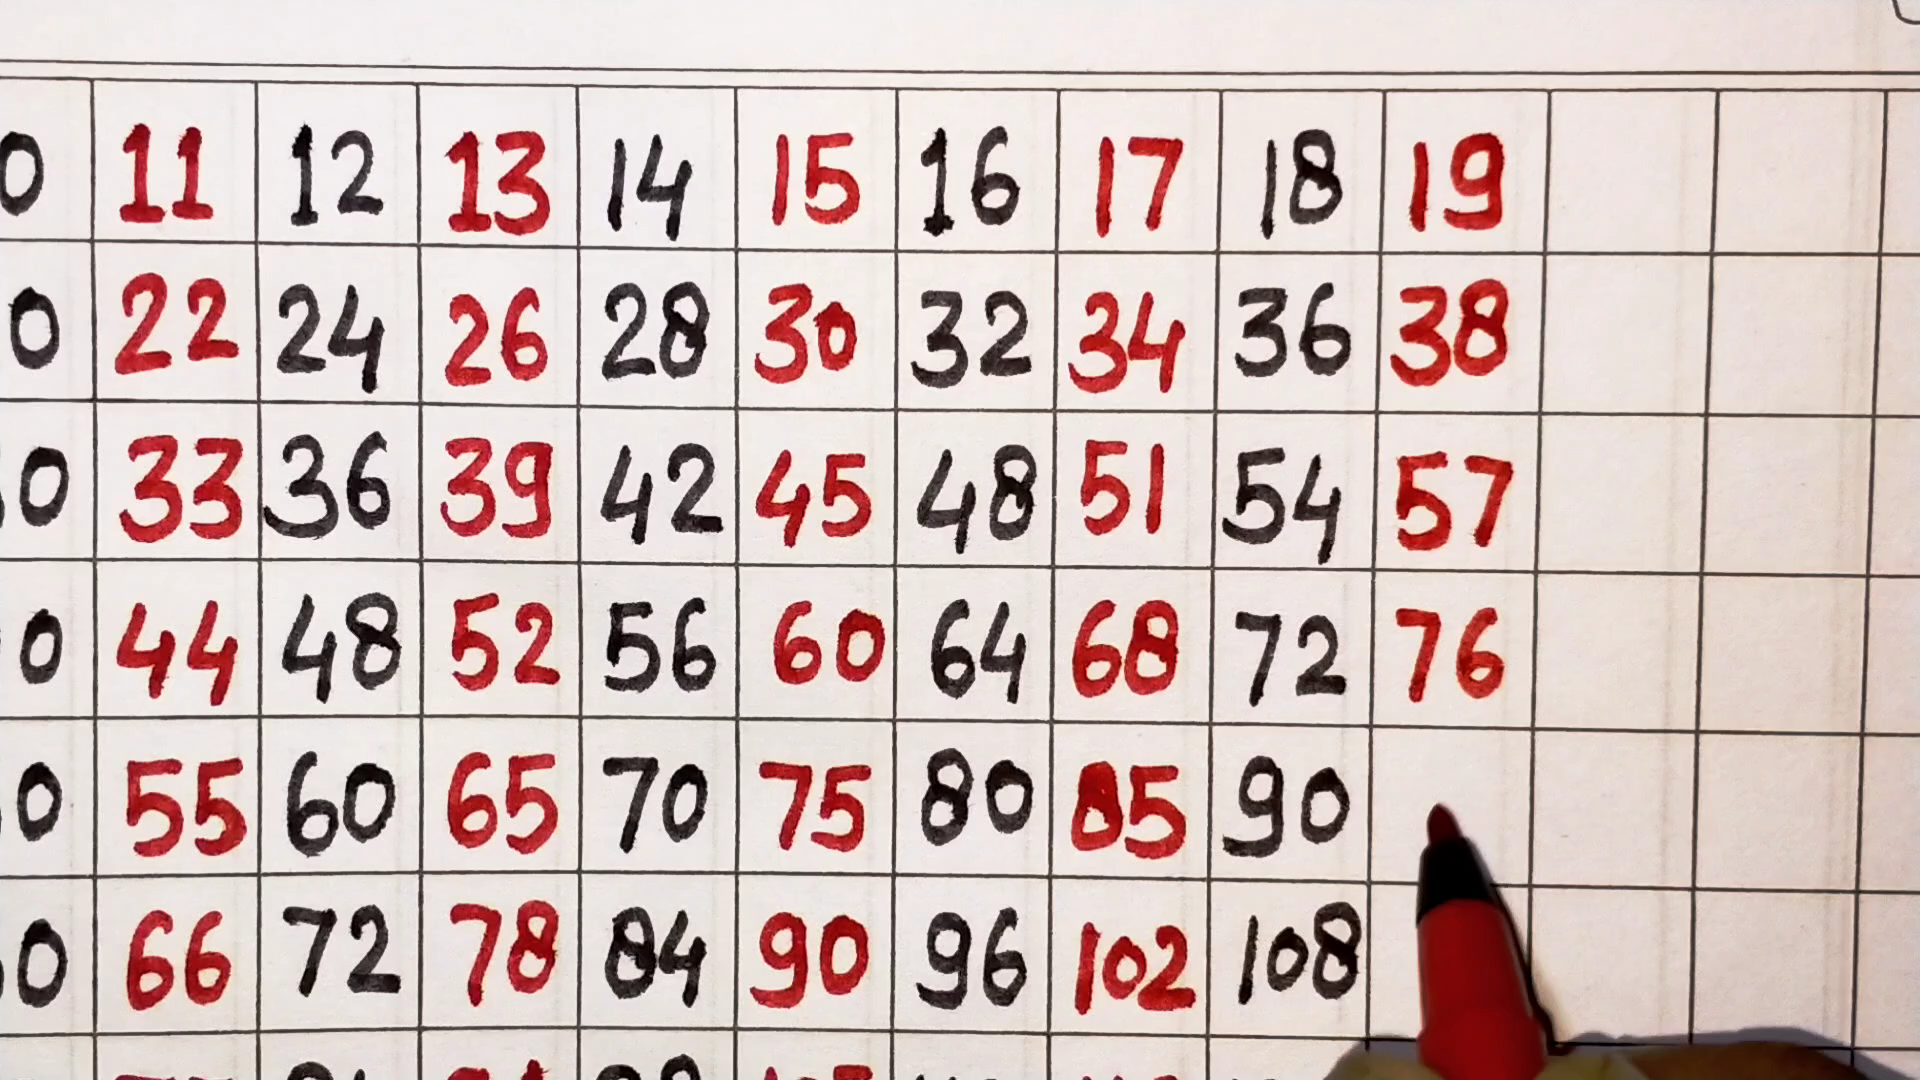 0 11 12 13 14 15 16 17 18 19
0 22 24 26 28 30 32 34 36 38
0 33 36 39 42 45 48 51 54 57
0 44 48 52 56 60 64 68 72 76
0 55 60 65 70 75 80 85 90
0 66 72 78 84 90 96 102 108